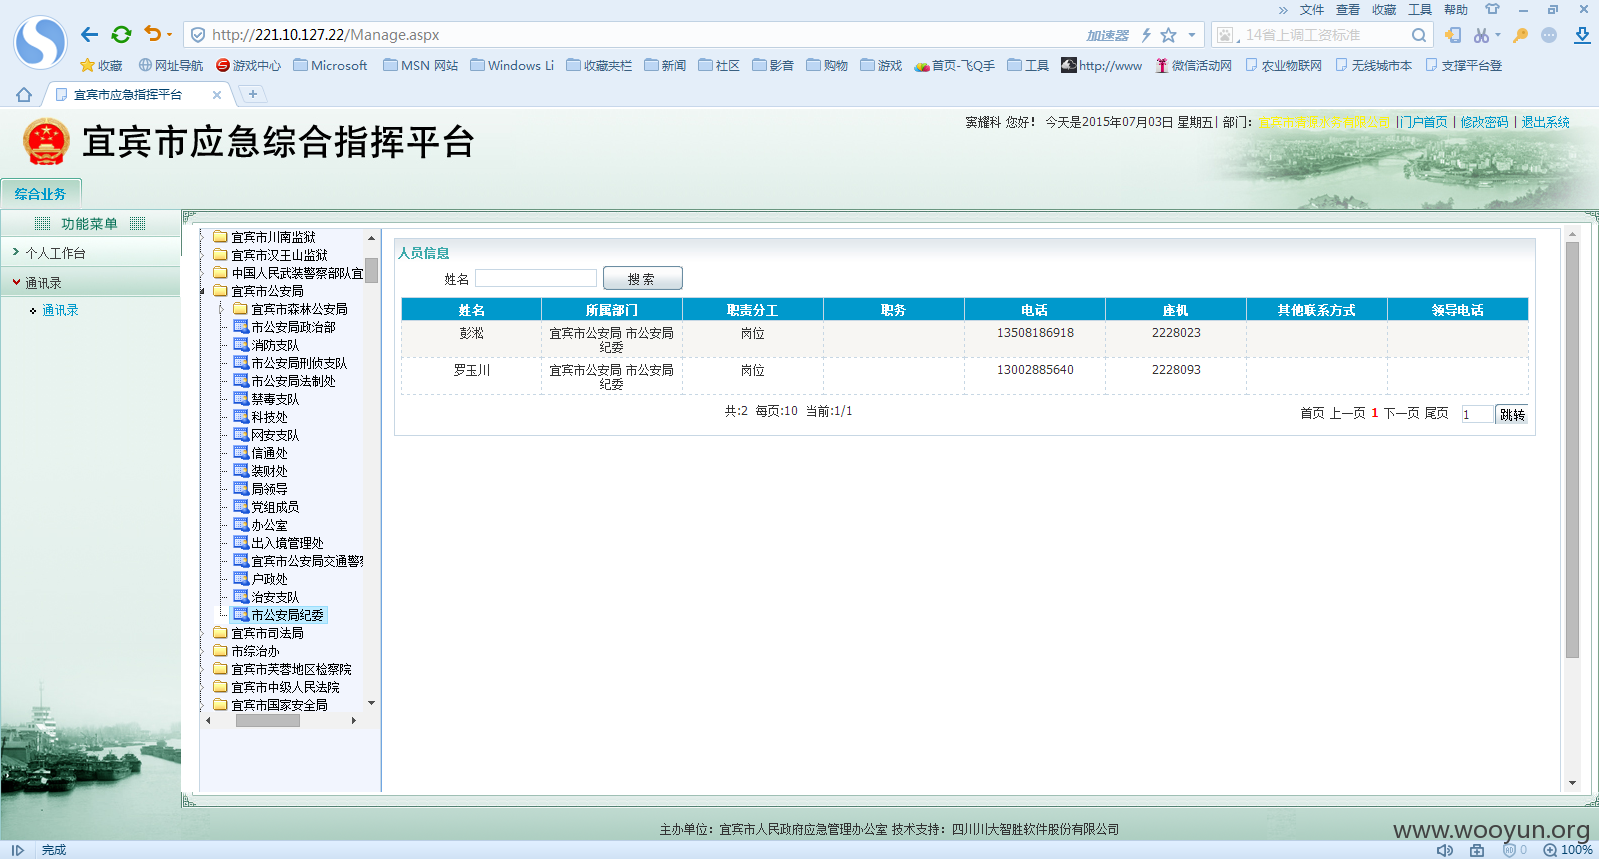 » 文件 查看 收藏 工具 帮助
http://221.10.127.22/Manage.aspx 加速器 14省上调工资标准
收藏 网址导航 游戏中心 Microsoft MSN 网站 Windows Li 收藏夹栏 新闻 社区 影音 购物 游戏 首页-飞Q手 工具 http://www 微信活动网 农业物联网 无线城市本 支撑平台登
宜宾市应急指挥平台
宜宾市应急综合指挥平台
窦耀科 您好! 今天是2015年07月03日 星期五| 部门: |门户首页 | 修改密码 | 退出系统
综合业务
功能菜单
个人工作台
通讯录
通讯录
宜宾市川南监狱
宜宾市汉王山监狱
中国人民武装警察部队宜
宜宾市公安局
宜宾市森林公安局
市公安局政治部
消防支队
市公安局刑侦支队
市公安局法制处
禁毒支队
科技处
网安支队
信通处
装财处
局领导
党组成员
办公室
出入境管理处
宜宾市公安局交通警
户政处
治安支队
市公安局纪委
宜宾市司法局
市综治办
宜宾市芙蓉地区检察院
宜宾市中级人民法院
宜宾市国家安全局
人员信息
姓名 搜索
姓名 所属部门 职责分工 职务 电话 座机 其他联系方式 领导电话
彭淞 宜宾市公安局 市公安局纪委 岗位 13508186918 2228023
罗玉川 宜宾市公安局 市公安局纪委 岗位 13002885640 2228093
共:2 每页:10 当前:1/1 首页 上一页 1 下一页 尾页 1 跳转
主办单位：宜宾市人民政府应急管理办公室 技术支持：四川川大智胜软件股份有限公司
www.wooyun.org
完成 0 100%